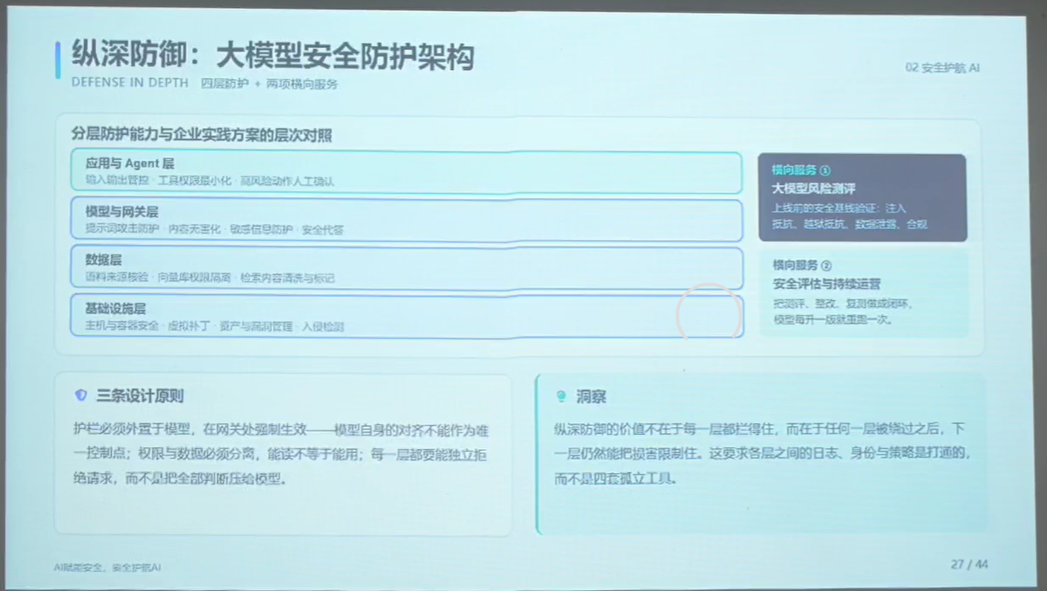 纵深防御：大模型安全防护架构
DEFENSE IN DEPTH 四层防护 + 两项横向服务
02 安全护航 AI
分层防护能力与企业实践方案的层次对照
应用与 Agent 层
输入输出管控 · 工具权限最小化 · 高风险动作人工确认
模型与网关层
提示词攻击防护 · 内容无害化 · 敏感信息防护 · 安全代答
数据层
语料来源核验 · 向量库权限隔离 · 检索内容清洗与标记
基础设施层
主机与容器安全 · 虚拟补丁 · 资产与漏洞管理 · 入侵检测
横向服务 ①
大模型风险测评
上线前的安全基线验证：注入
抵抗、越狱抵抗、数据泄露、合规
横向服务 ②
安全评估与持续运营
把测评、整改、复测做成闭环，
模型每升一版就重跑一次。
三条设计原则
护栏必须外置于模型，在网关处强制生效——模型自身的对齐不能作为唯
一控制点；权限与数据必须分离，能读不等于能用；每一层都要能独立拒
绝请求，而不是把全部判断压给模型。
洞察
纵深防御的价值不在于每一层都拦得住，而在于任何一层被绕过之后，下
一层仍然能把损害限制住。这要求各层之间的日志、身份与策略是打通的，
而不是四套孤立工具。
AI赋能安全，安全护航AI
27 / 44